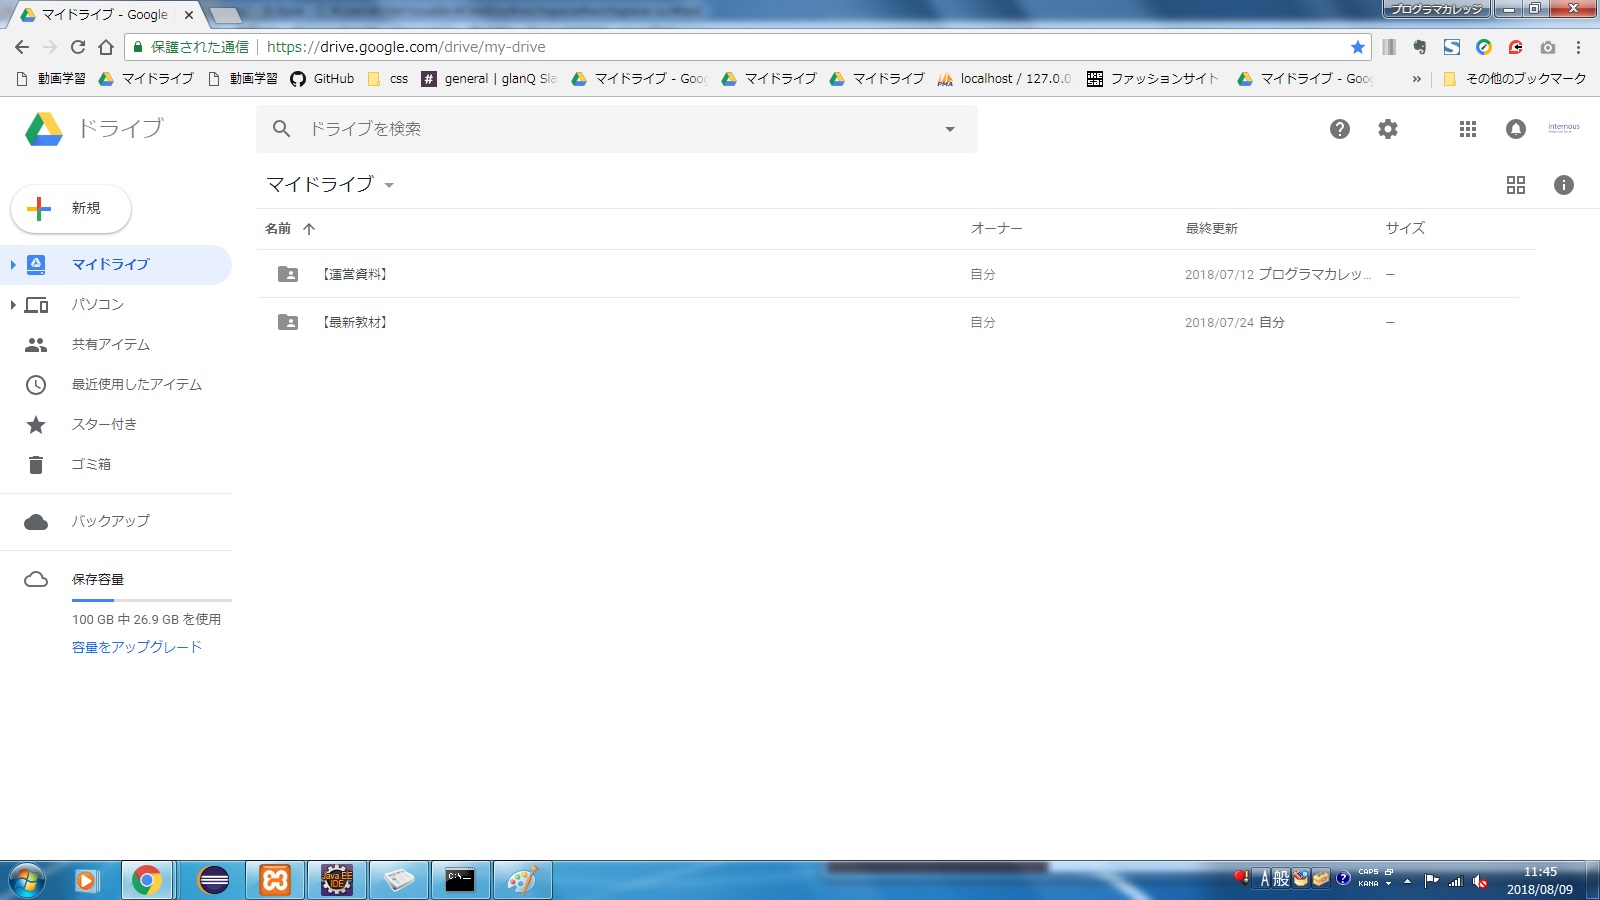 マイドライブ - Google
プログラマカレッジ
保護された通信 https://drive.google.com/drive/my-drive
動画学習 マイドライブ 動画学習 GitHub css general | glanQ Sla マイドライブ - Goog マイドライブ マイドライブ localhost / 127.0.0. ファッションサイト マイドライブ - Goog » その他のブックマーク
ドライブ
ドライブを検索
internous
新規
マイドライブ
名前 オーナー 最終更新 サイズ
【運営資料】 自分 2018/07/12 プログラマカレッ... –
【最新教材】 自分 2018/07/24 自分 –
マイドライブ
パソコン
共有アイテム
最近使用したアイテム
スター付き
ゴミ箱
バックアップ
保存容量
100 GB 中 26.9 GB を使用
容量をアップグレード
Java EE
IDE
C:\_
A般
CAPS
KANA
11:45
2018/08/09